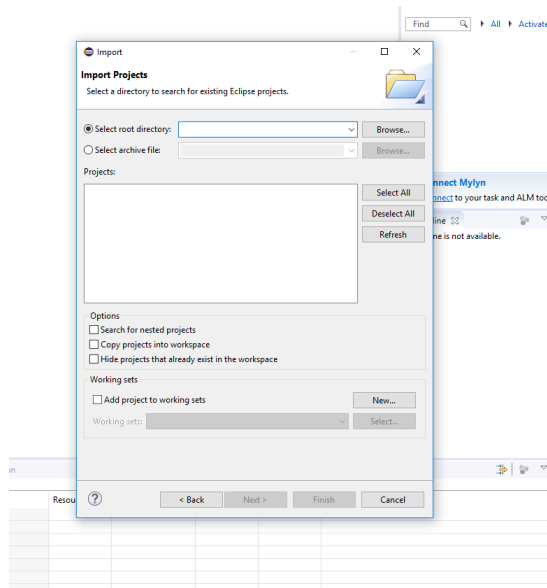 Find
All
Activate
Import
Import Projects
Select a directory to search for existing Eclipse projects.
Select root directory:
Browse...
Select archive file:
Browse...
Projects:
Select All
Deselect All
Refresh
Options
Search for nested projects
Copy projects into workspace
Hide projects that already exist in the workspace
Working sets
Add project to working sets
New...
Working sets:
Select...
?
< Back
Next >
Finish
Cancel
nnect Mylyn
nnect to your task and ALM too
line
ne is not available.
on
Resou